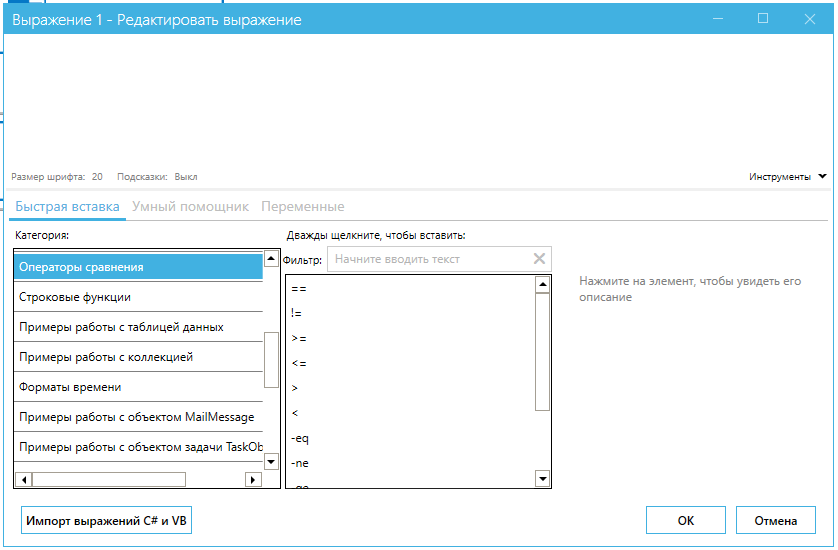 Выражение 1 - Редактировать выражение
Размер шрифта: 20 Подсказки: Выкл Инструменты
Быстрая вставка Умный помощник Переменные
Категория:
Операторы сравнения
Строковые функции
Примеры работы с таблицей данных
Примеры работы с коллекцией
Форматы времени
Примеры работы с объектом MailMessage
Примеры работы с объектом задачи TaskOb
Дважды щелкните, чтобы вставить:
Фильтр: Начните вводить текст
==
!=
>=
<=
>
<
-eq
-ne
Нажмите на элемент, чтобы увидеть его
описание
Импорт выражений C# и VB
ОК Отмена